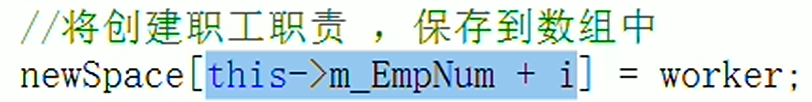 //将创建职工职责 ，保存到数组中
newSpace[this->m_EmpNum + i] = worker;